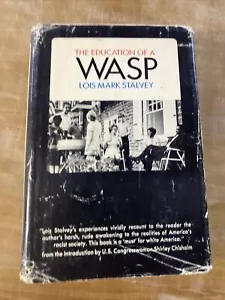 THE EDUCATION OF A
WASP
LOIS MARK STALVEY
"Lois Stalvey's experiences vividly recount to the reader the
author's harsh, rude awakening to the realities of America's
racist society. This book is a 'must' for white America."
from the Introduction by U.S. Congresswoman Shirley Chisholm